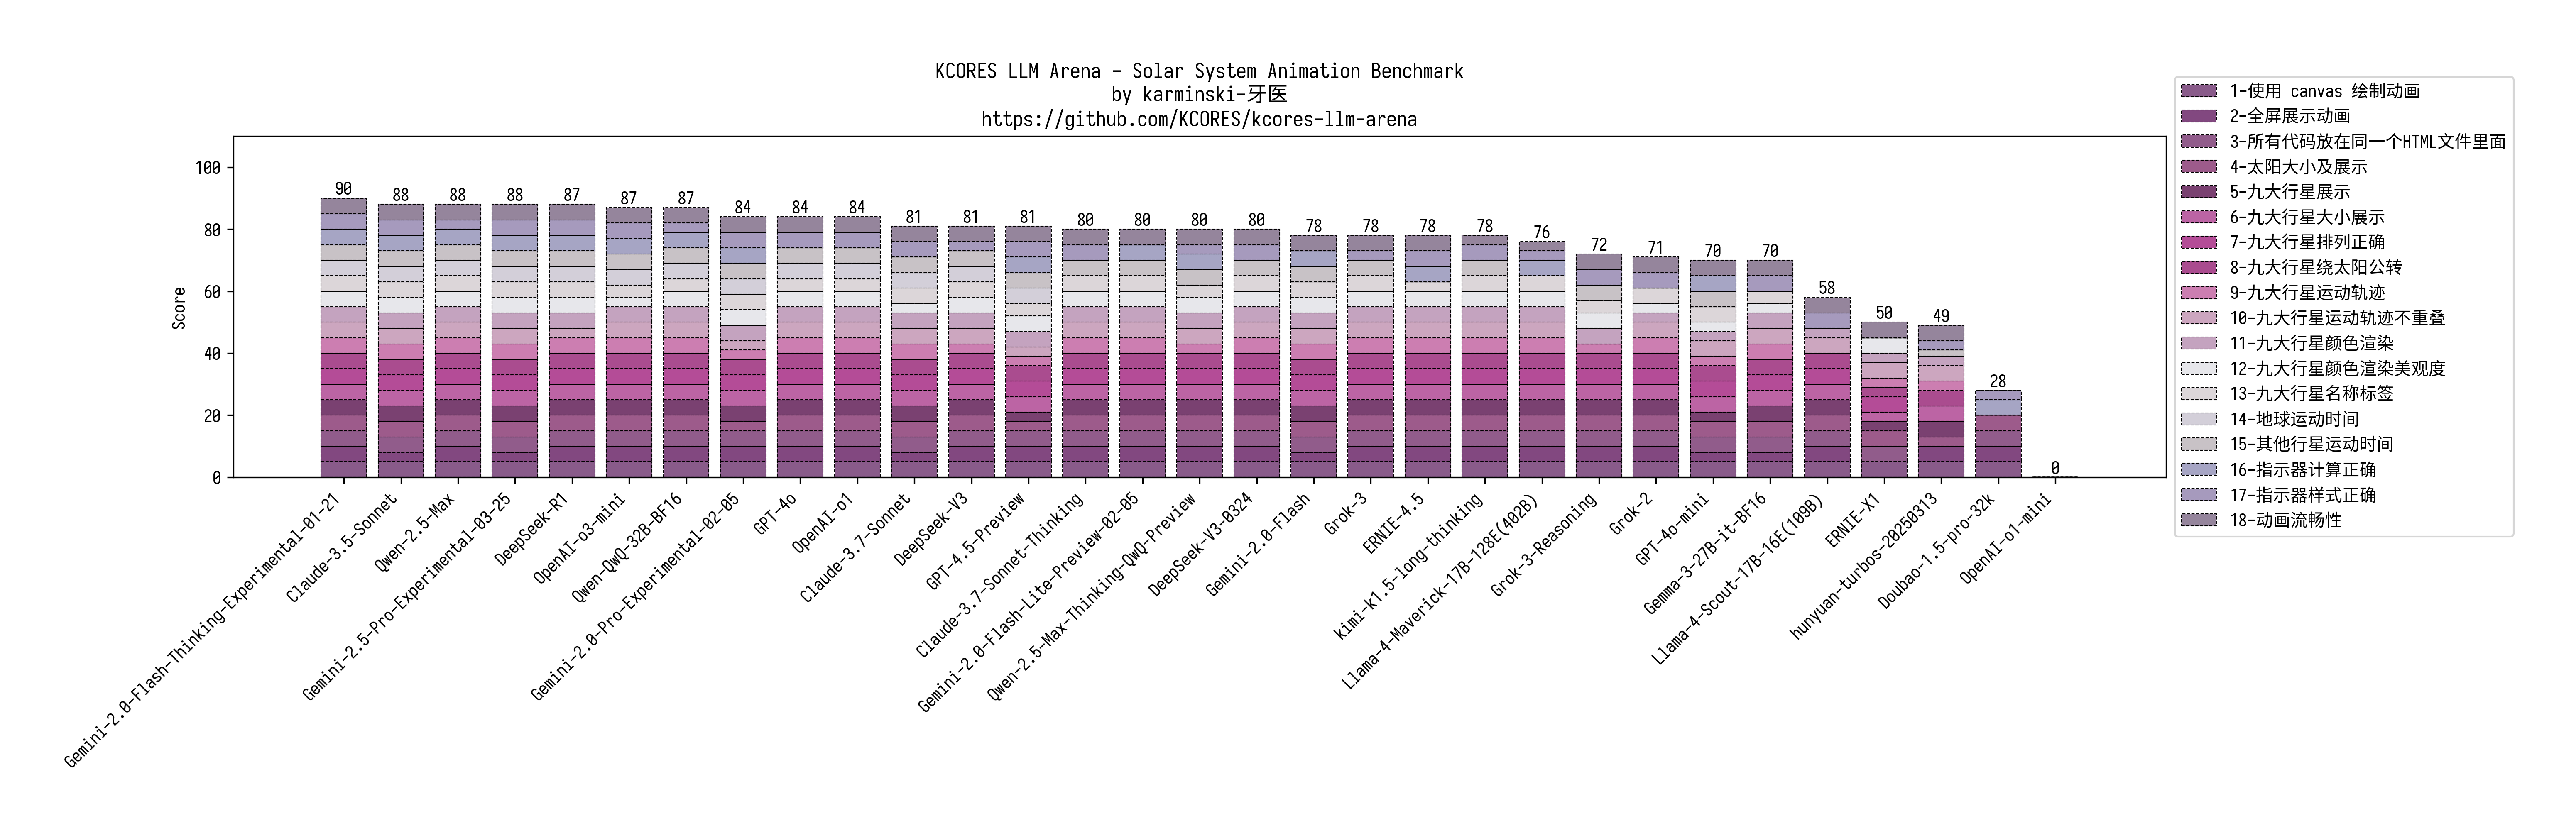 KCORES LLM Arena - Solar System Animation Benchmark
by karminski-牙医
https://github.com/KCORES/kcores-llm-arena
Score
100
80
60
40
20
0
90
88
88
88
87
87
87
84
84
84
81
81
81
80
80
80
80
78
78
78
78
76
72
71
70
70
58
50
49
28
0
Gemini-2.0-Flash-Thinking-Experimental-01-21
Claude-3.5-Sonnet
Qwen-2.5-Max
Gemini-2.5-Pro-Experimental-03-25
DeepSeek-R1
OpenAI-o3-mini
Qwen-QwQ-32B-BF16
Gemini-2.0-Pro-Experimental-02-05
GPT-4o
OpenAI-o1
Claude-3.7-Sonnet
DeepSeek-V3
GPT-4.5-Preview
Claude-3.7-Sonnet-Thinking
Gemini-2.0-Flash-Lite-Preview-02-05
Qwen-2.5-Max-Thinking-QwQ-Preview
DeepSeek-V3-0324
Gemini-2.0-Flash
Grok-3
ERNIE-4.5
kimi-k1.5-long-thinking
Llama-4-Maverick-17B-128E(402B)
Grok-3-Reasoning
Grok-2
GPT-4o-mini
Gemma-3-27B-it-BF16
Llama-4-Scout-17B-16E(109B)
ERNIE-X1
hunyuan-turbos-20250313
Doubao-1.5-pro-32k
OpenAI-o1-mini
1-使用 canvas 绘制动画
2-全屏展示动画
3-所有代码放在同一个HTML文件里面
4-太阳大小及展示
5-九大行星展示
6-九大行星大小展示
7-九大行星排列正确
8-九大行星绕太阳公转
9-九大行星运动轨迹
10-九大行星运动轨迹不重叠
11-九大行星颜色渲染
12-九大行星颜色渲染美观度
13-九大行星名称标签
14-地球运动时间
15-其他行星运动时间
16-指示器计算正确
17-指示器样式正确
18-动画流畅性